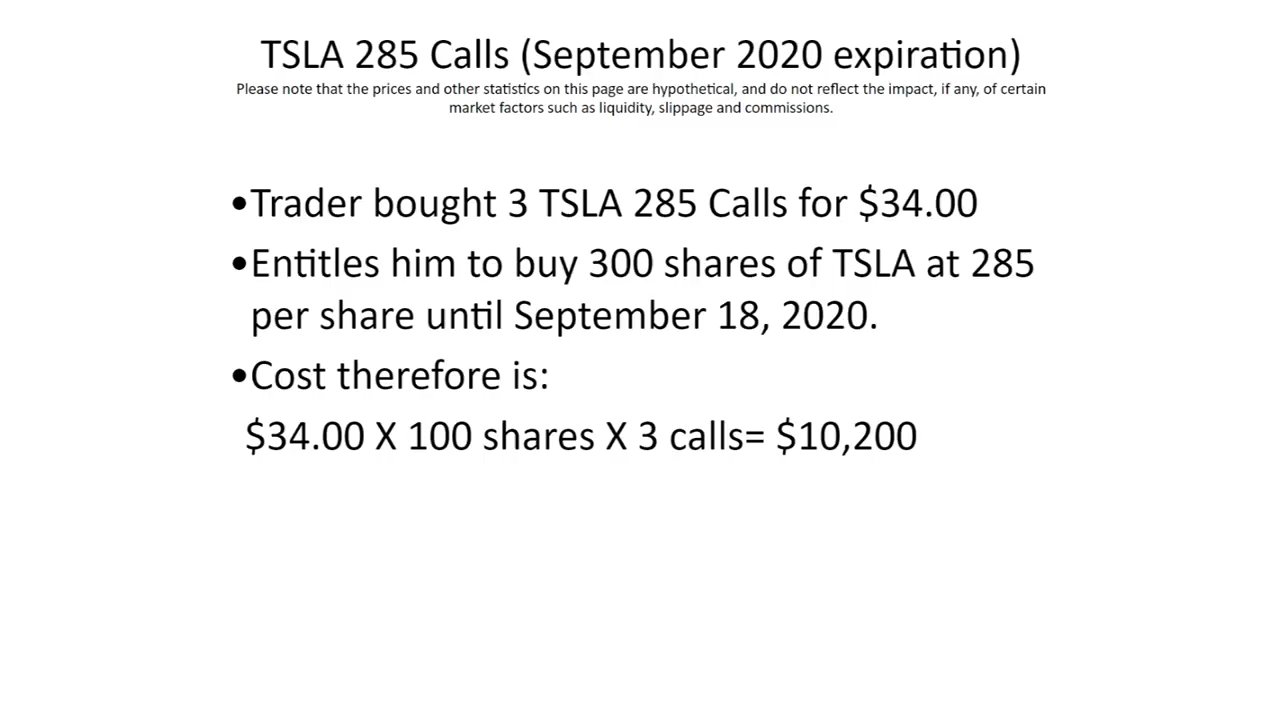 TSLA 285 Calls (September 2020 expiration)
Please note that the prices and other statistics on this page are hypothetical, and do not reflect the impact, if any, of certain
market factors such as liquidity, slippage and commissions.
•Trader bought 3 TSLA 285 Calls for $34.00
•Entitles him to buy 300 shares of TSLA at 285
per share until September 18, 2020.
•Cost therefore is:
$34.00 X 100 shares X 3 calls= $10,200